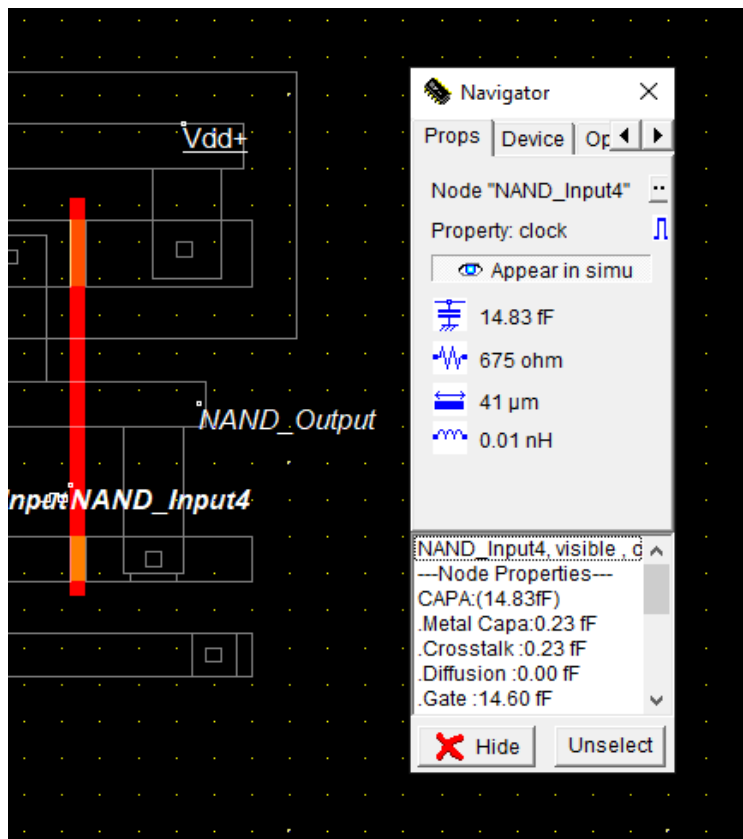 Vdd+
NAND_Output
NAND_Input4
Navigator
Props Device Op
Node "NAND_Input4"
Property: clock
Appear in simu
14.83 fF
675 ohm
41 µm
0.01 nH
NAND_Input4, visible , c
---Node Properties---
CAPA:(14.83fF)
.Metal Capa:0.23 fF
.Crosstalk :0.23 fF
.Diffusion :0.00 fF
.Gate :14.60 fF
Hide Unselect